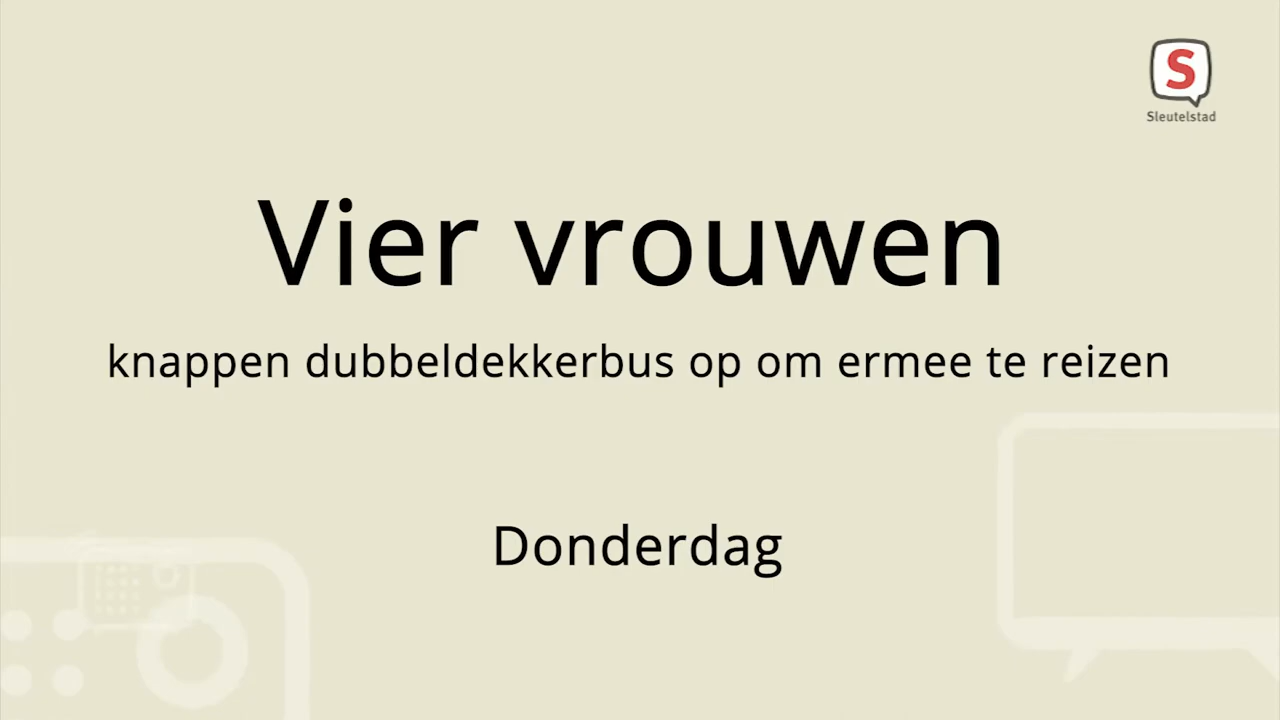 S
Sleutelstad
Vier vrouwen
knappen dubbeldekkerbus op om ermee te reizen
Donderdag